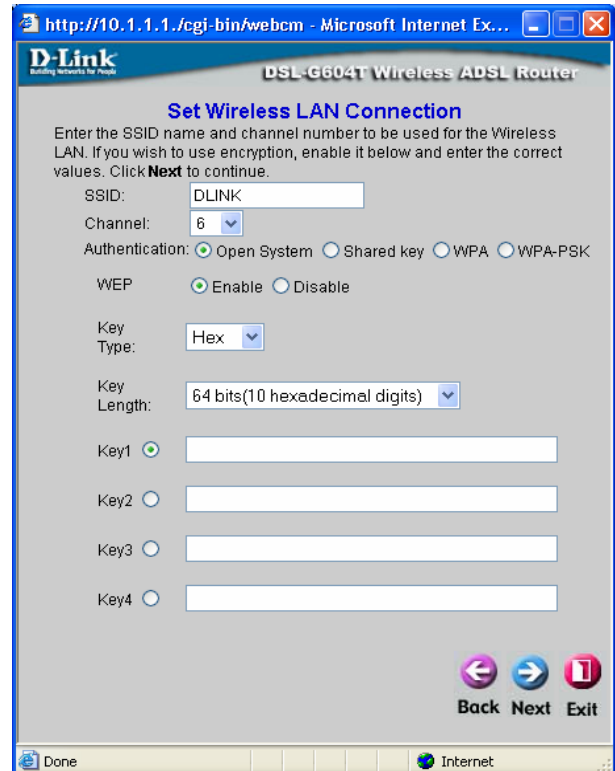 http://10.1.1.1./cgi-bin/webcm - Microsoft Internet Ex...
D-Link
Building Networks for People
DSL-G604T Wireless ADSL Router
Set Wireless LAN Connection
Enter the SSID name and channel number to be used for the Wireless
LAN. If you wish to use encryption, enable it below and enter the correct
values. Click Next to continue.
SSID: DLINK
Channel: 6
Authentication: Open System Shared key WPA WPA-PSK
WEP Enable Disable
Key
Type: Hex
Key
Length: 64 bits(10 hexadecimal digits)
Key1
Key2
Key3
Key4
Back Next Exit
Done Internet